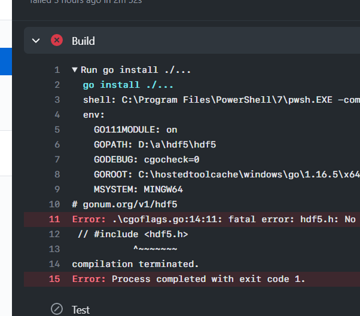 failed 3 hours ago in 2m 32s
Build
1 Run go install ./...
2 go install ./...
3 shell: C:\Program Files\PowerShell\7\pwsh.EXE -com
4 env:
5 GO111MODULE: on
6 GOPATH: D:\a\hdf5\hdf5
7 GODEBUG: cgocheck=0
8 GOROOT: C:\hostedtoolcache\windows\go\1.16.5\x64
9 MSYSTEM: MINGW64
10 # gonum.org/v1/hdf5
11 Error: .\cgoflags.go:14:11: fatal error: hdf5.h: No
12 // #include <hdf5.h>
13 ^~~~~~~~
14 compilation terminated.
15 Error: Process completed with exit code 1.
Test